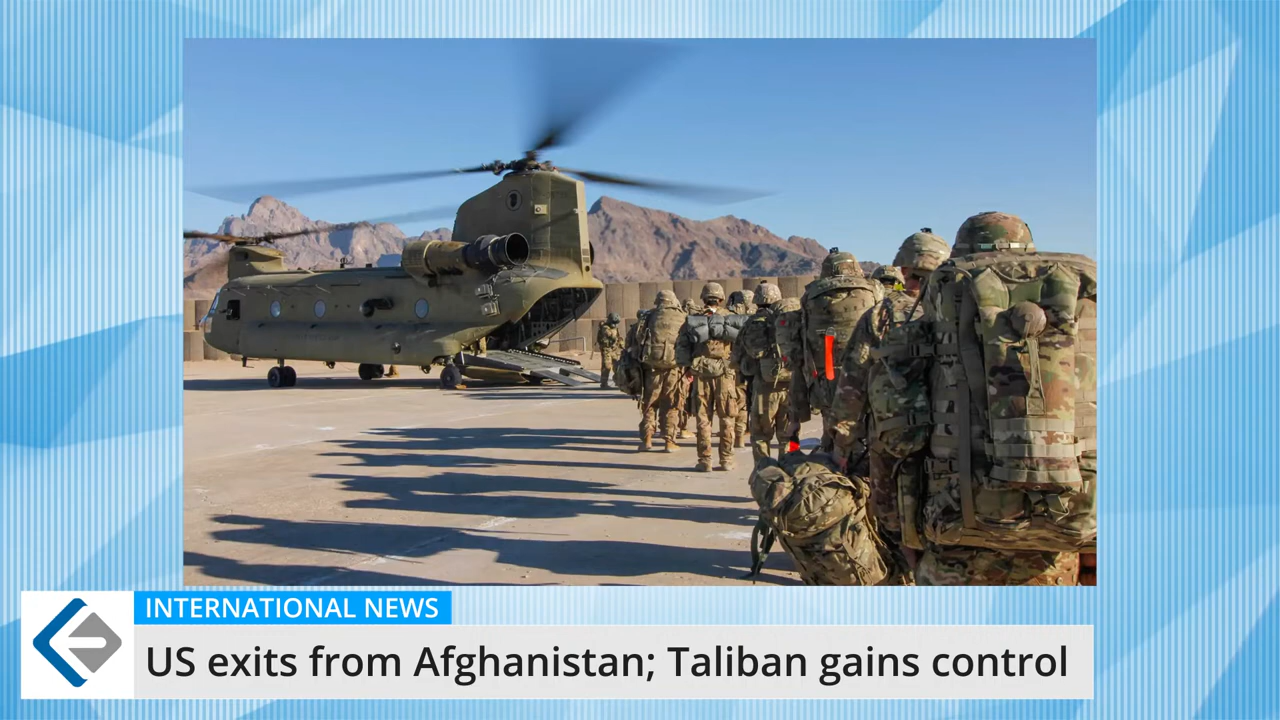 INTERNATIONAL NEWS
US exits from Afghanistan; Taliban gains control